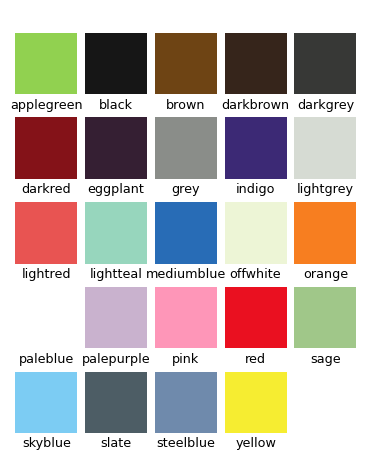 applegreen black brown darkbrown darkgrey
darkred eggplant grey indigo lightgrey
lightred lightteal mediumblue offwhite orange
paleblue palepurple pink red sage
skyblue slate steelblue yellow